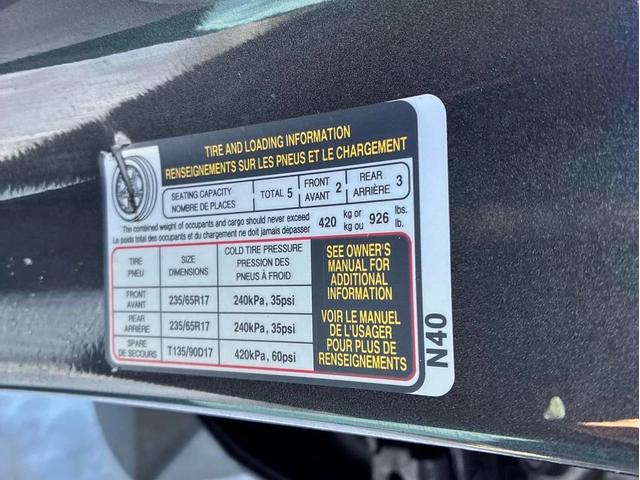 TIRE AND LOADING INFORMATION
RENSEIGNEMENTS SUR LES PNEUS ET LE CHARGEMENT
SEATING CAPACITY
NOMBRE DE PLACES
TOTAL 5
FRONT
AVANT 2
REAR
ARRIÈRE 3
The combined weight of occupants and cargo should never exceed 420 kg or 926 lbs.
Le poids total des occupants et du chargement ne doit jamais dépasser kg ou lb.
TIRE
PNEU
SIZE
DIMENSIONS
COLD TIRE PRESSURE
PRESSION DES
PNEUS À FROID
FRONT
AVANT
235/65R17
240kPa, 35psi
REAR
ARRIÈRE
235/65R17
240kPa, 35psi
SPARE
DE SECOURS
T135/90D17
420kPa, 60psi
SEE OWNER'S
MANUAL FOR
ADDITIONAL
INFORMATION
VOIR LE MANUEL
DE L'USAGER
POUR PLUS DE
RENSEIGNEMENTS
N40